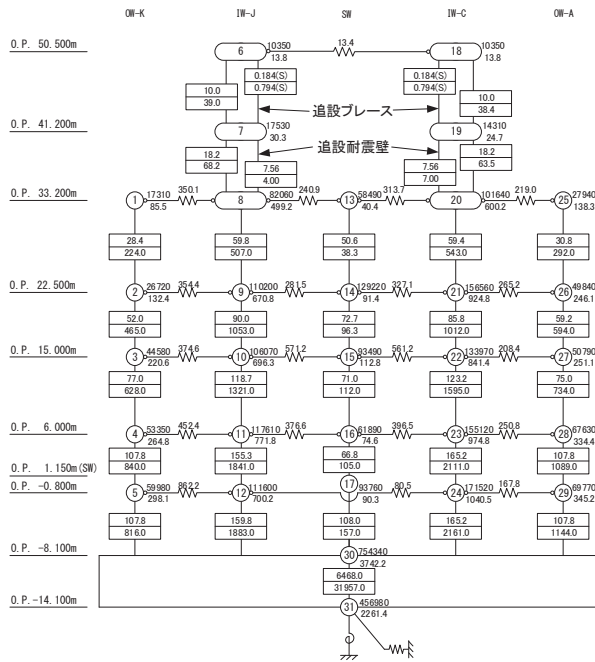 OW-K IW-J SW IW-C OW-A
O.P. 50.500m 6 10350 13.4 18 10350
13.8 13.8
0.184(S) 0.184(S)
0.794(S) 0.794(S)
10.0 10.0
39.0 38.4
追設ブレース
O.P. 41.200m 7 17530 19 14310
30.3 24.7
追設耐震壁
18.2 18.2
68.2 63.5
7.56 7.56
4.00 7.00
O.P. 33.200m 1 17310 350.1 8 82060 240.9 13 58490 313.7 20 101640 219.0 25 27940
85.5 499.2 40.4 600.2 138.3
28.4 59.8 50.6 59.4 30.8
224.0 507.0 38.3 543.0 292.0
O.P. 22.500m 2 26720 354.4 9 110200 281.5 14 129220 327.1 21 156560 265.2 26 49840
132.4 670.8 91.4 924.8 246.1
52.0 90.0 72.7 85.8 59.2
465.0 1053.0 96.3 1012.0 594.0
O.P. 15.000m 3 44580 374.6 10 106070 571.2 15 93490 561.2 22 133970 208.4 27 50790
220.6 696.3 112.8 841.4 251.1
77.0 118.7 71.0 123.2 75.0
628.0 1321.0 112.0 1595.0 734.0
O.P. 6.000m 4 53350 452.4 11 117610 376.6 16 61890 396.5 23 155120 250.8 28 67630
264.8 771.8 74.6 974.8 334.4
107.8 155.3 66.8 165.2 107.8
840.0 1841.0 105.0 2111.0 1089.0
O.P. 1.150m(SW)
O.P. -0.800m 5 59980 862.2 12 111600 17 93760 80.5 24 171520 167.8 29 69770
298.1 700.2 90.3 1040.5 345.2
107.8 159.8 108.0 165.2 107.8
816.0 1883.0 157.0 2161.0 1144.0
O.P. -8.100m 30 754340
3742.2
6468.0
31957.0
O.P. -14.100m 31 456980
2261.4